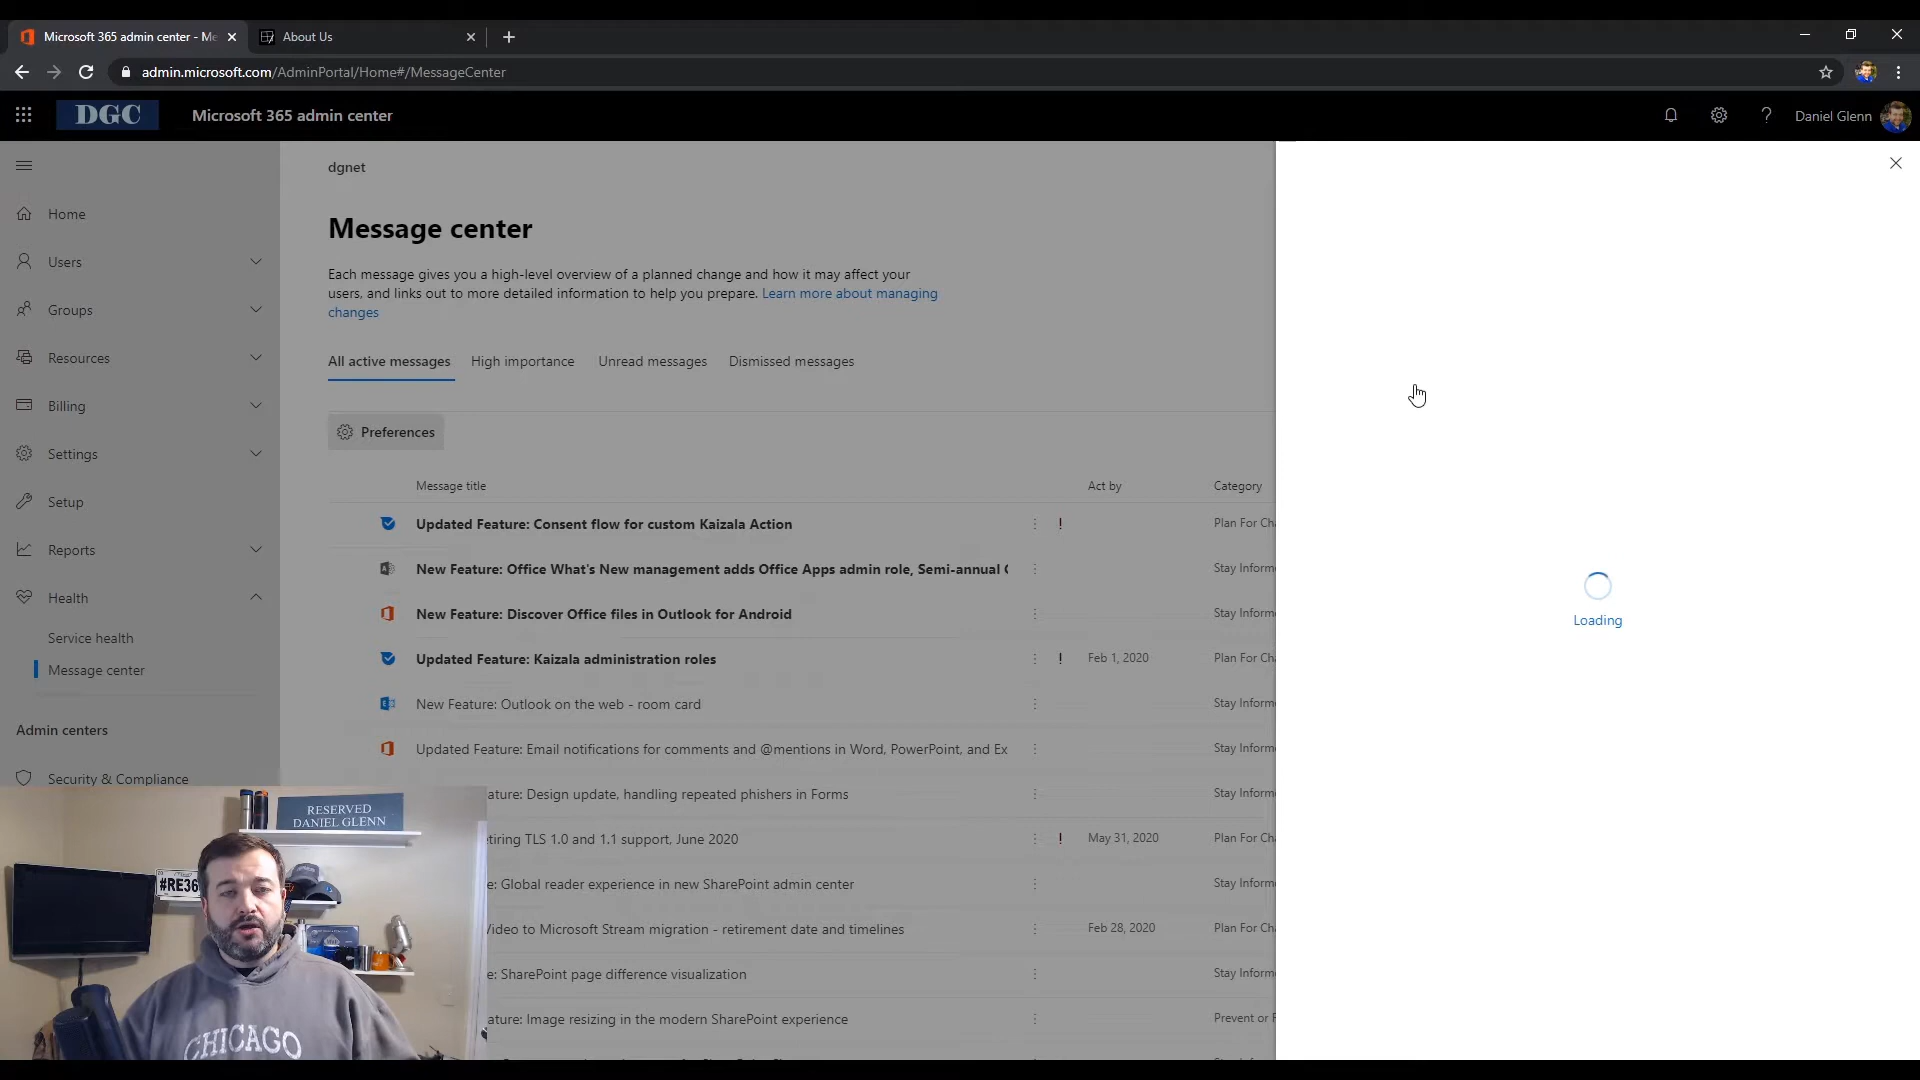 Microsoft 365 admin center - Me
About Us
admin.microsoft.com/AdminPortal/Home#/MessageCenter
DGC
Microsoft 365 admin center
Daniel Glenn
Home
Users
Groups
Resources
Billing
Settings
Setup
Reports
Health
Service health
Message center
Admin centers
Security & Compliance
dgnet
Message center
Each message gives you a high-level overview of a planned change and how it may affect your
users, and links out to more detailed information to help you prepare. Learn more about managing
changes
All active messages High importance Unread messages Dismissed messages
Preferences
Message title Act by Category
Updated Feature: Consent flow for custom Kaizala Action ! Plan For Cha
New Feature: Office What's New management adds Office Apps admin role, Semi-annual Stay Inform
New Feature: Discover Office files in Outlook for Android Stay Inform
Updated Feature: Kaizala administration roles ! Feb 1, 2020 Plan For Cha
New Feature: Outlook on the web - room card Stay Inform
Updated Feature: Email notifications for comments and @mentions in Word, PowerPoint, and Ex Stay Inform
ature: Design update, handling repeated phishers in Forms Stay Inform
etiring TLS 1.0 and 1.1 support, June 2020 ! May 31, 2020 Plan For Cha
e: Global reader experience in new SharePoint admin center Stay Inform
Video to Microsoft Stream migration - retirement date and timelines Feb 28, 2020 Plan For Cha
e: SharePoint page difference visualization Stay Inform
ature: Image resizing in the modern SharePoint experience Prevent or F
Loading
RESERVED
DANIEL GLENN
#RE36
CHICAGO